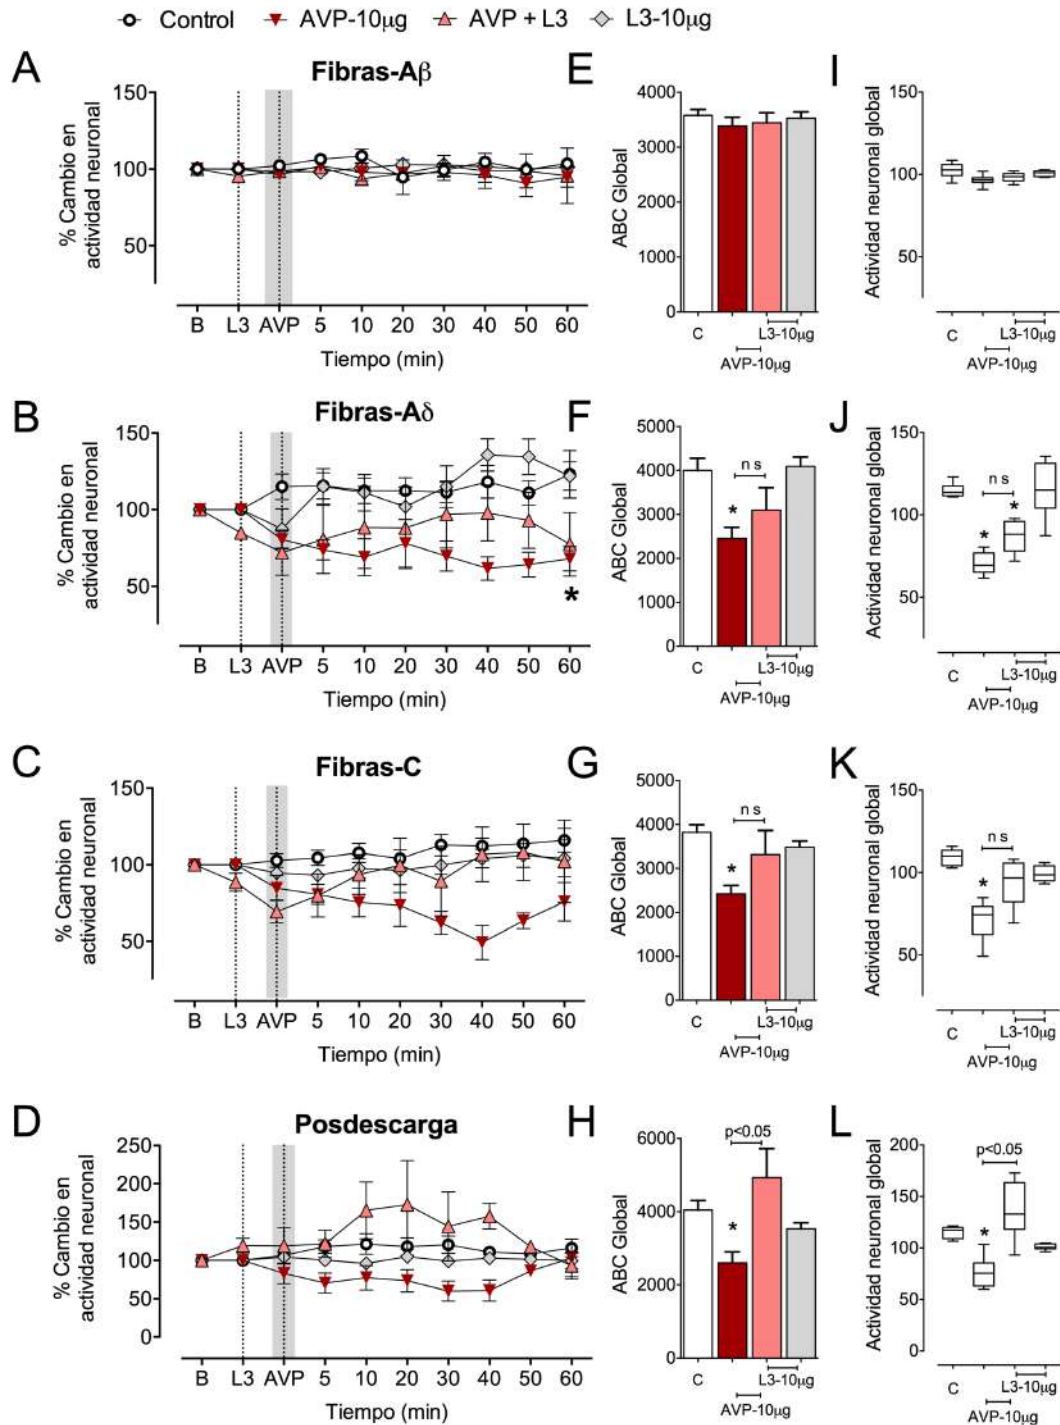 Control AVP-10µg AVP + L3 L3-10µg
A
Fibras-Aβ
% Cambio en
actividad neuronal
150
100
50
B L3 AVP 5 10 20 30 40 50 60
Tiempo (min)
E
ABC Global
4000
3000
2000
1000
0
C
L3-10µg
AVP-10µg
I
Actividad neuronal global
150
100
50
C
L3-10µg
AVP-10µg
B
Fibras-Aδ
% Cambio en
actividad neuronal
150
100
50
*
B L3 AVP 5 10 20 30 40 50 60
Tiempo (min)
F
ABC Global
5000
4000
3000
2000
1000
0
n s
*
C
L3-10µg
AVP-10µg
J
Actividad neuronal global
150
100
50
n s
*
*
C
L3-10µg
AVP-10µg
C
Fibras-C
% Cambio en
actividad neuronal
150
100
50
B L3 AVP 5 10 20 30 40 50 60
Tiempo (min)
G
ABC Global
5000
4000
3000
2000
1000
0
n s
*
C
L3-10µg
AVP-10µg
K
Actividad neuronal global
150
100
50
n s
*
C
L3-10µg
AVP-10µg
D
Posdescarga
% Cambio en
actividad neuronal
250
200
150
100
50
0
B L3 AVP 5 10 20 30 40 50 60
Tiempo (min)
H
ABC Global
6000
4000
2000
0
p<0.05
*
C
L3-10µg
AVP-10µg
L
Actividad neuronal global
200
150
100
50
0
p<0.05
*
C
L3-10µg
AVP-10µg